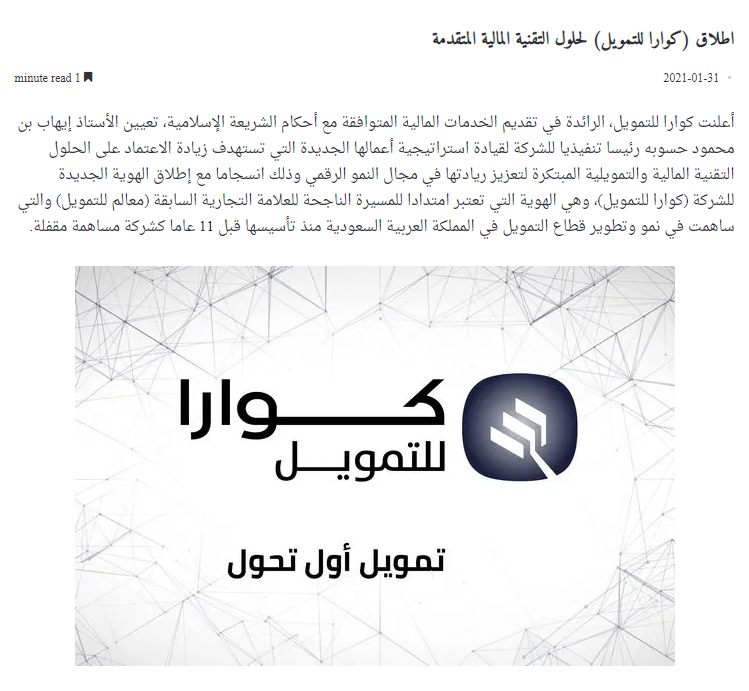 اطلاق (كوارا للتمويل) لحلول التقنية المالية المتقدمة
2021-01-31
1 minute read
أعلنت كوارا للتمويل، الرائدة في تقديم الخدمات المالية المتوافقة مع أحكام الشريعة الإسلامية، تعيين الأستاذ إيهاب بن
محمود حسوبه رئيسا تنفيذيا للشركة لقيادة استراتيجية أعمالها الجديدة التي تستهدف زيادة الاعتماد على الحلول
التقنية المالية والتمويلية المبتكرة لتعزيز ريادتها في مجال النمو الرقمي وذلك انسجاما مع إطلاق الهوية الجديدة
للشركة (كوارا للتمويل)، وهي الهوية التي تعتبر امتدادا للمسيرة الناجحة للعلامة التجارية السابقة (معالم للتمويل) والتي
ساهمت في نمو وتطوير قطاع التمويل في المملكة العربية السعودية منذ تأسيسها قبل 11 عاما كشركة مساهمة مقفلة.
كوارا
للتمويل
تمويل أول تحول